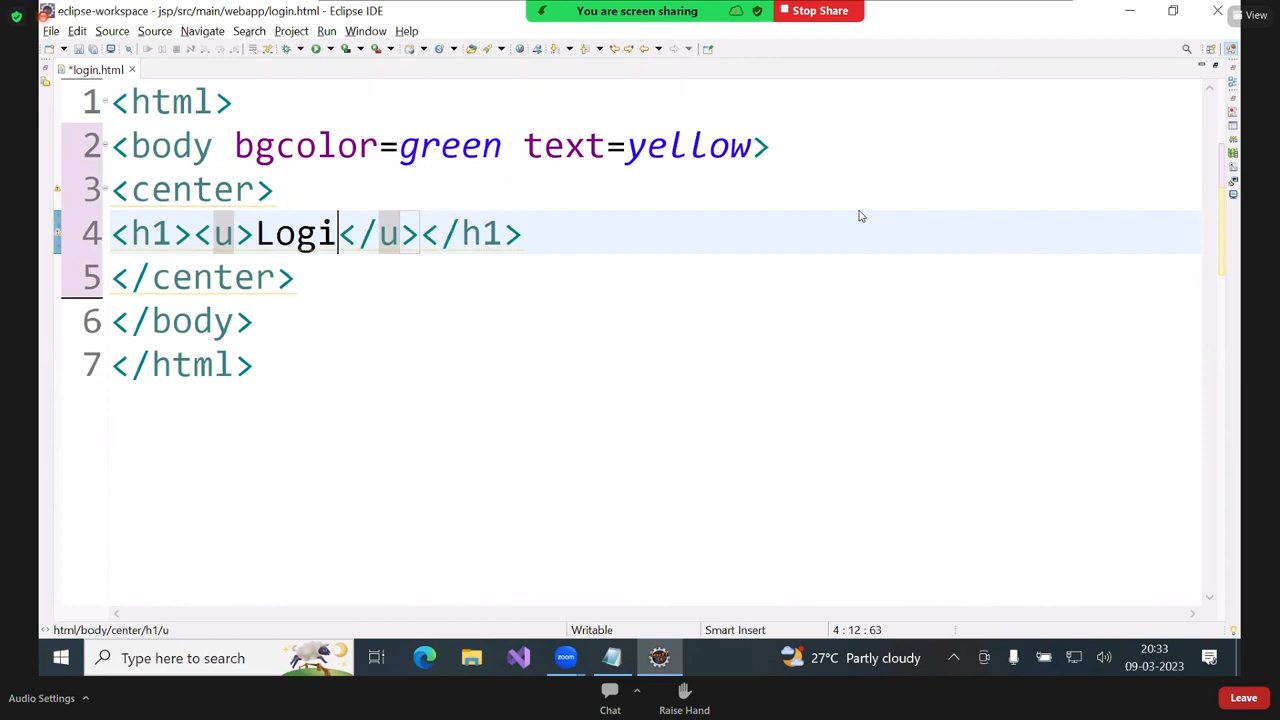 eclipse-workspace - jsp/src/main/webapp/login.html - Eclipse IDE
You are screen sharing
Stop Share
View
File Edit Source Source Navigate Search Project Run Window Help
*login.html
1 <html>
2 <body bgcolor=green text=yellow>
3 <center>
4 <h1><u>Logi</u></h1>
5 </center>
6 </body>
7 </html>
html/body/center/h1/u
Writable
Smart Insert
4 : 12 : 63
Type here to search
zoom
27°C Partly cloudy
20:33
09-03-2023
Audio Settings
Chat
Raise Hand
Leave